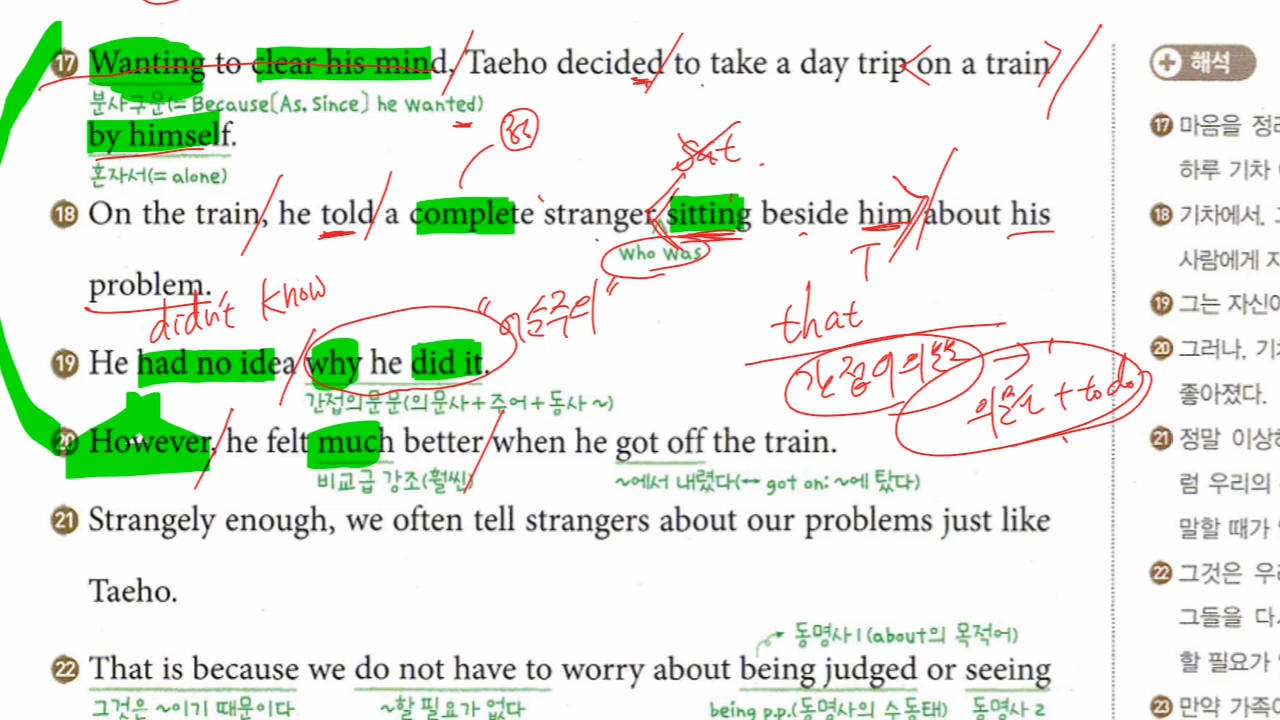 17 Wanting to clear his mind, Taeho decided to take a day trip on a train
분사구문(= Because[As, Since] he wanted)
by himself.
혼자서(= alone)
sat
18 On the train, he told a complete stranger, sitting beside him about his
who was
problem.
didn't know
"어순주의"
that
19 He had no idea why he did it.
간접의문문(의문사+주어+동사 ~)
간접의문문
의문사 + to do
20 However, he felt much better when he got off the train.
비교급 강조(훨씬)
~에서 내렸다(↔ got on: ~에 탔다)
21 Strangely enough, we often tell strangers about our problems just like
Taeho.
동명사 1(about의 목적어)
22 That is because we do not have to worry about being judged or seeing
그것은 ~이기 때문이다
~할 필요가 없다
being p.p.(동명사의 수동태)
동명사 2
해석
17 마음을 정리
하루 기차
18 기차에서,
사람에게 자
19 그는 자신이
20 그러나, 기차
좋아졌다.
21 정말 이상하
럼 우리의
말할 때가
22 그것은 우리
그들을 다시
할 필요가
23 만약 가족이